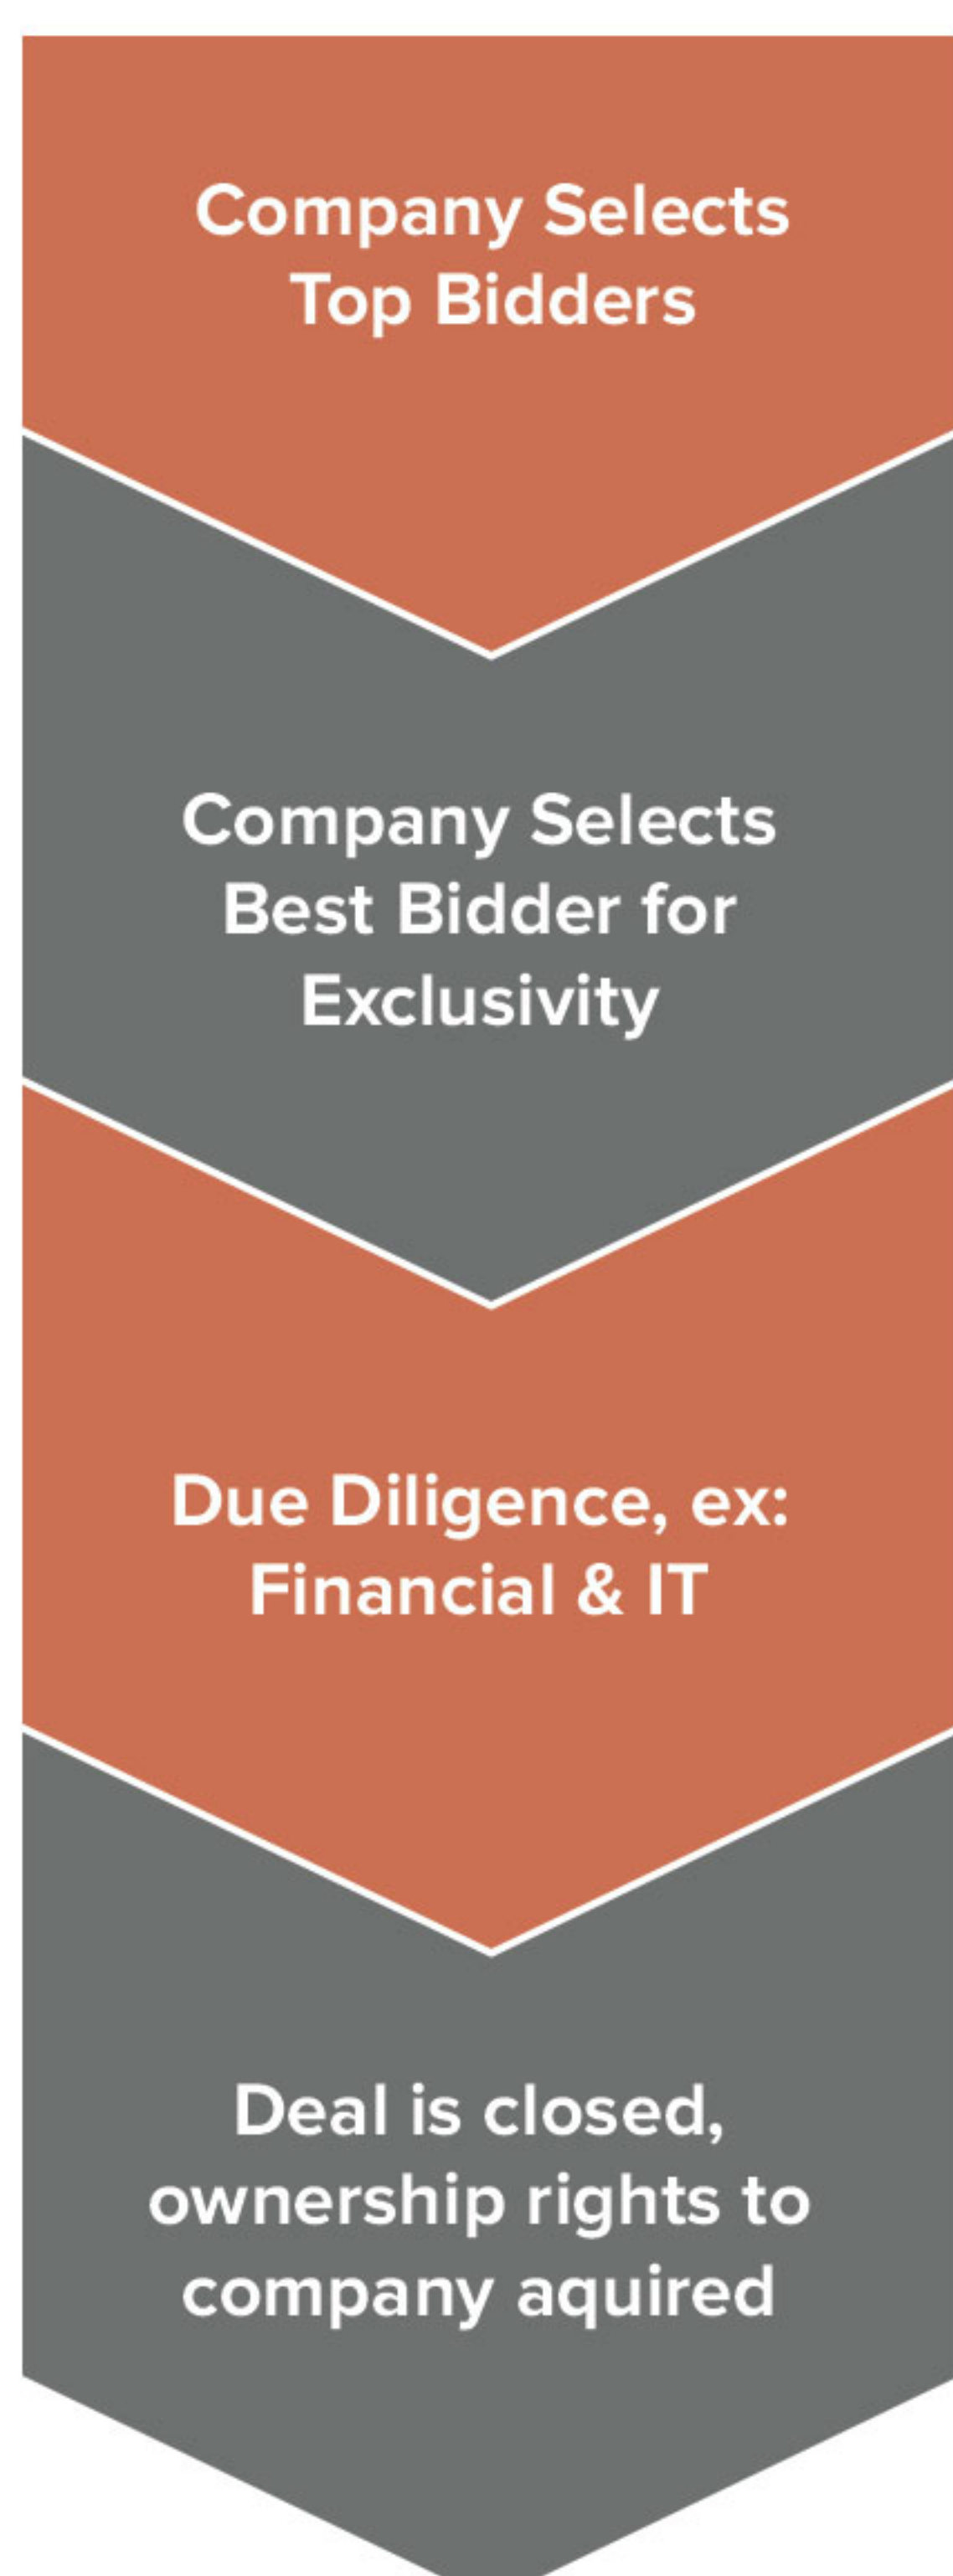 Company Selects
Top Bidders
Company Selects
Best Bidder for
Exclusivity
Due Diligence, ex:
Financial & IT
Deal is closed,
ownership rights to
company aquired